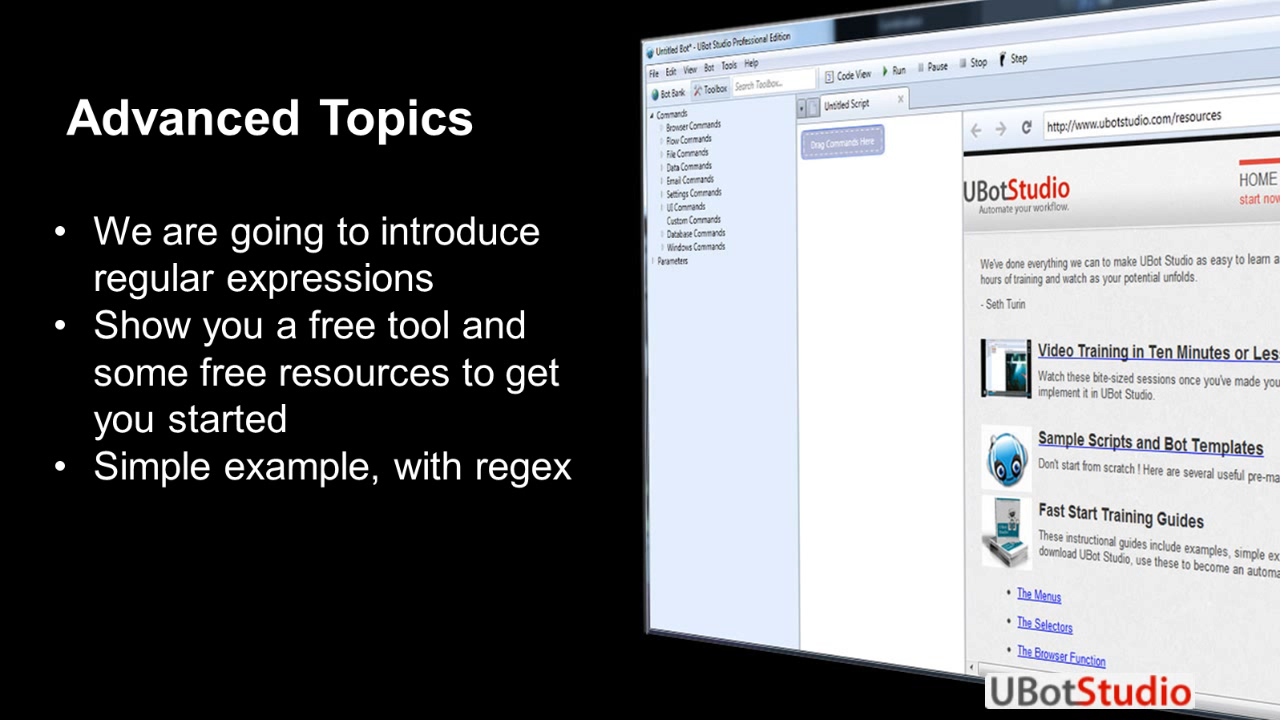 Advanced Topics
• We are going to introduce
regular expressions
• Show you a free tool and
some free resources to get
you started
• Simple example, with regex
Untitled Bot* - UBot Studio Professional Edition
File Edit View Bot Tools Help
Bot Bank Toolbox Search Toolbox... Code View Run Pause Stop Step
Commands
Browser Commands
Flow Commands
File Commands
Data Commands
Email Commands
Settings Commands
UI Commands
Custom Commands
Database Commands
Windows Commands
Parameters
Untitled Script X
Drag Commands Here
http://www.ubotstudio.com/resources
UBotStudio
Automate your workflow.
HOME
start now
We've done everything we can to make UBot Studio as easy to learn a
hours of training and watch as your potential unfolds.
- Seth Turin
Video Training in Ten Minutes or Les
Watch these bite-sized sessions once you've made you
implement it in UBot Studio.
Sample Scripts and Bot Templates
Don't start from scratch ! Here are several useful pre-ma
Fast Start Training Guides
These instructional guides include examples, simple ex
download UBot Studio, use these to become an automa
• The Menus
• The Selectors
• The Browser Function
UBotStudio